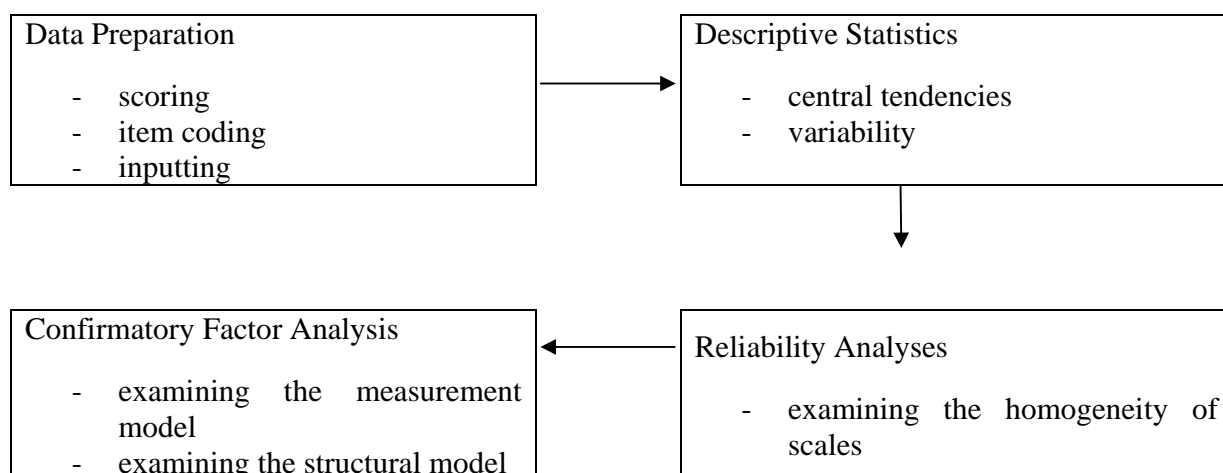 Data Preparation
- scoring
- item coding
- inputting
Descriptive Statistics
- central tendencies
- variability
Reliability Analyses
- examining the homogeneity of
scales
Confirmatory Factor Analysis
- examining the measurement
model
- examining the structural model